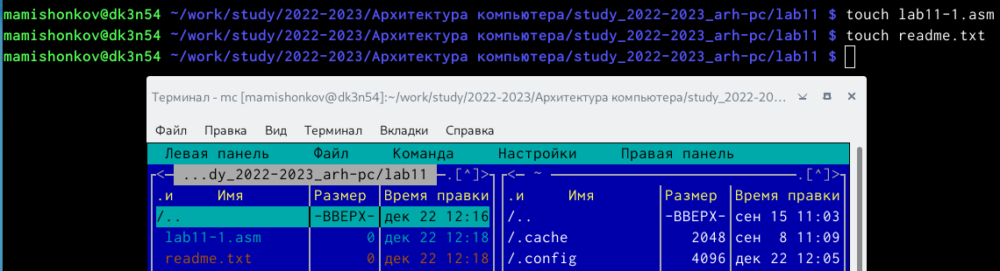 mamishonkov@dk3n54 ~/work/study/2022-2023/Архитектура компьютера/study_2022-2023_arh-pc/lab11 $ touch lab11-1.asm
mamishonkov@dk3n54 ~/work/study/2022-2023/Архитектура компьютера/study_2022-2023_arh-pc/lab11 $ touch readme.txt
mamishonkov@dk3n54 ~/work/study/2022-2023/Архитектура компьютера/study_2022-2023_arh-pc/lab11 $
Терминал - mc [mamishonkov@dk3n54]:~/work/study/2022-2023/Архитектура компьютера/study_2022-20...
Файл Правка Вид Терминал Вкладки Справка
Левая панель Файл Команда Настройки Правая панель
<─ ...dy_2022-2023_arh-pc/lab11 ─.[^]> <─ ~ ─.[^]>
.и Имя │Размер │Время правки .и Имя │Размер │Время правки
/.. │-ВВЕРХ-│дек 22 12:16 /.. │-ВВЕРХ-│сен 15 11:03
lab11-1.asm │ 0│дек 22 12:18 /.cache │ 2048│сен 8 11:09
readme.txt │ 0│дек 22 12:18 /.config │ 4096│дек 22 12:05